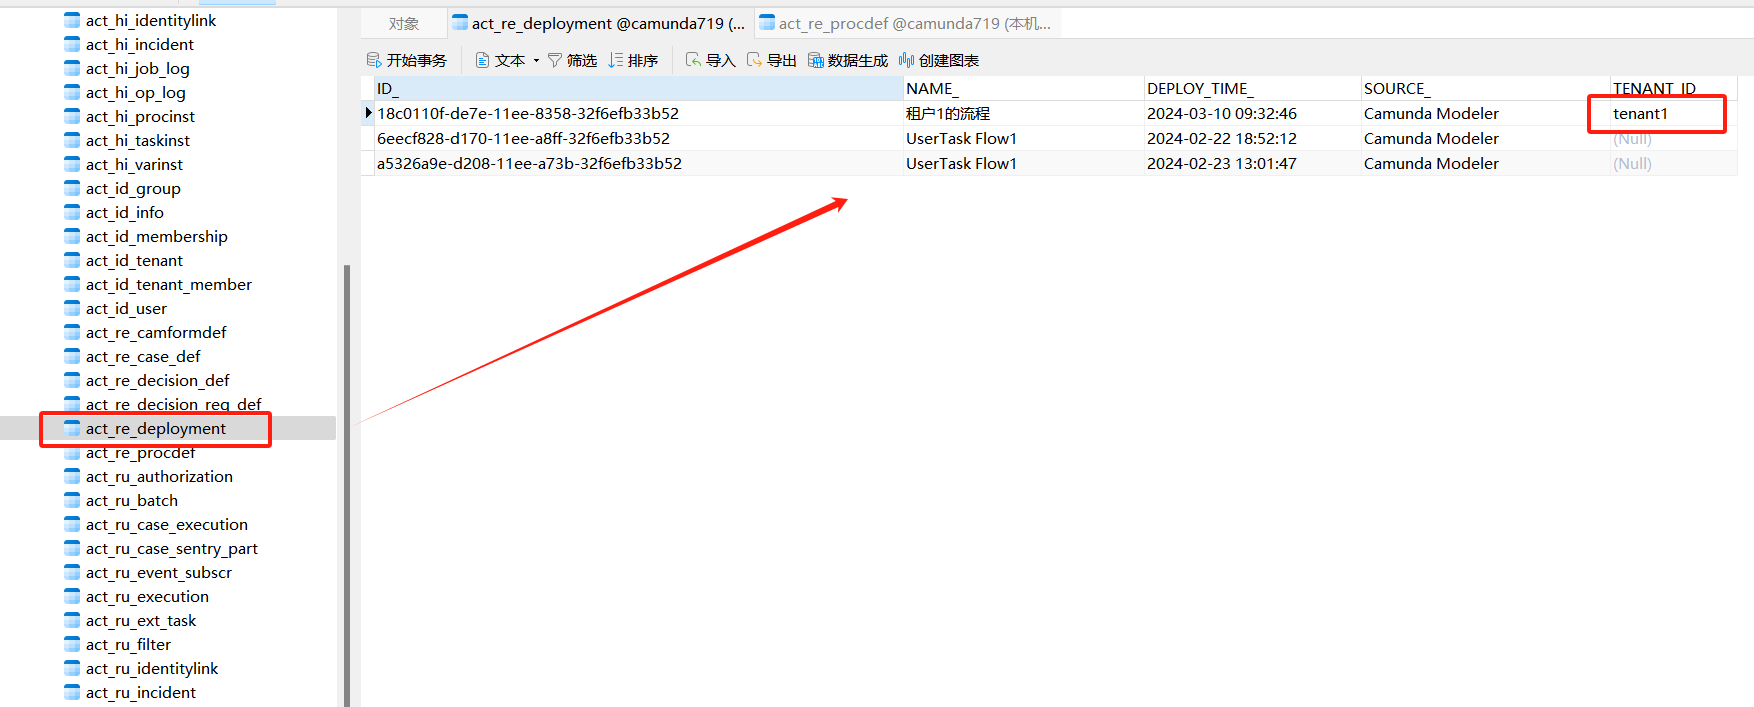 act_hi_identitylink
act_hi_incident
act_hi_job_log
act_hi_op_log
act_hi_procinst
act_hi_taskinst
act_hi_varinst
act_id_group
act_id_info
act_id_membership
act_id_tenant
act_id_tenant_member
act_id_user
act_re_camformdef
act_re_case_def
act_re_decision_def
act_re_decision_req_def
act_re_deployment
act_re_procdef
act_ru_authorization
act_ru_batch
act_ru_case_execution
act_ru_case_sentry_part
act_ru_event_subscr
act_ru_execution
act_ru_ext_task
act_ru_filter
act_ru_identitylink
act_ru_incident
对象 act_re_deployment @camunda719 (... act_re_procdef @camunda719 (本机...
开始事务 文本 筛选 排序 导入 导出 数据生成 创建图表
ID_ NAME_ DEPLOY_TIME_ SOURCE_ TENANT_ID
18c0110f-de7e-11ee-8358-32f6efb33b52 租户1的流程 2024-03-10 09:32:46 Camunda Modeler tenant1
6eecf828-d170-11ee-a8ff-32f6efb33b52 UserTask Flow1 2024-02-22 18:52:12 Camunda Modeler (Null)
a5326a9e-d208-11ee-a73b-32f6efb33b52 UserTask Flow1 2024-02-23 13:01:47 Camunda Modeler (Null)